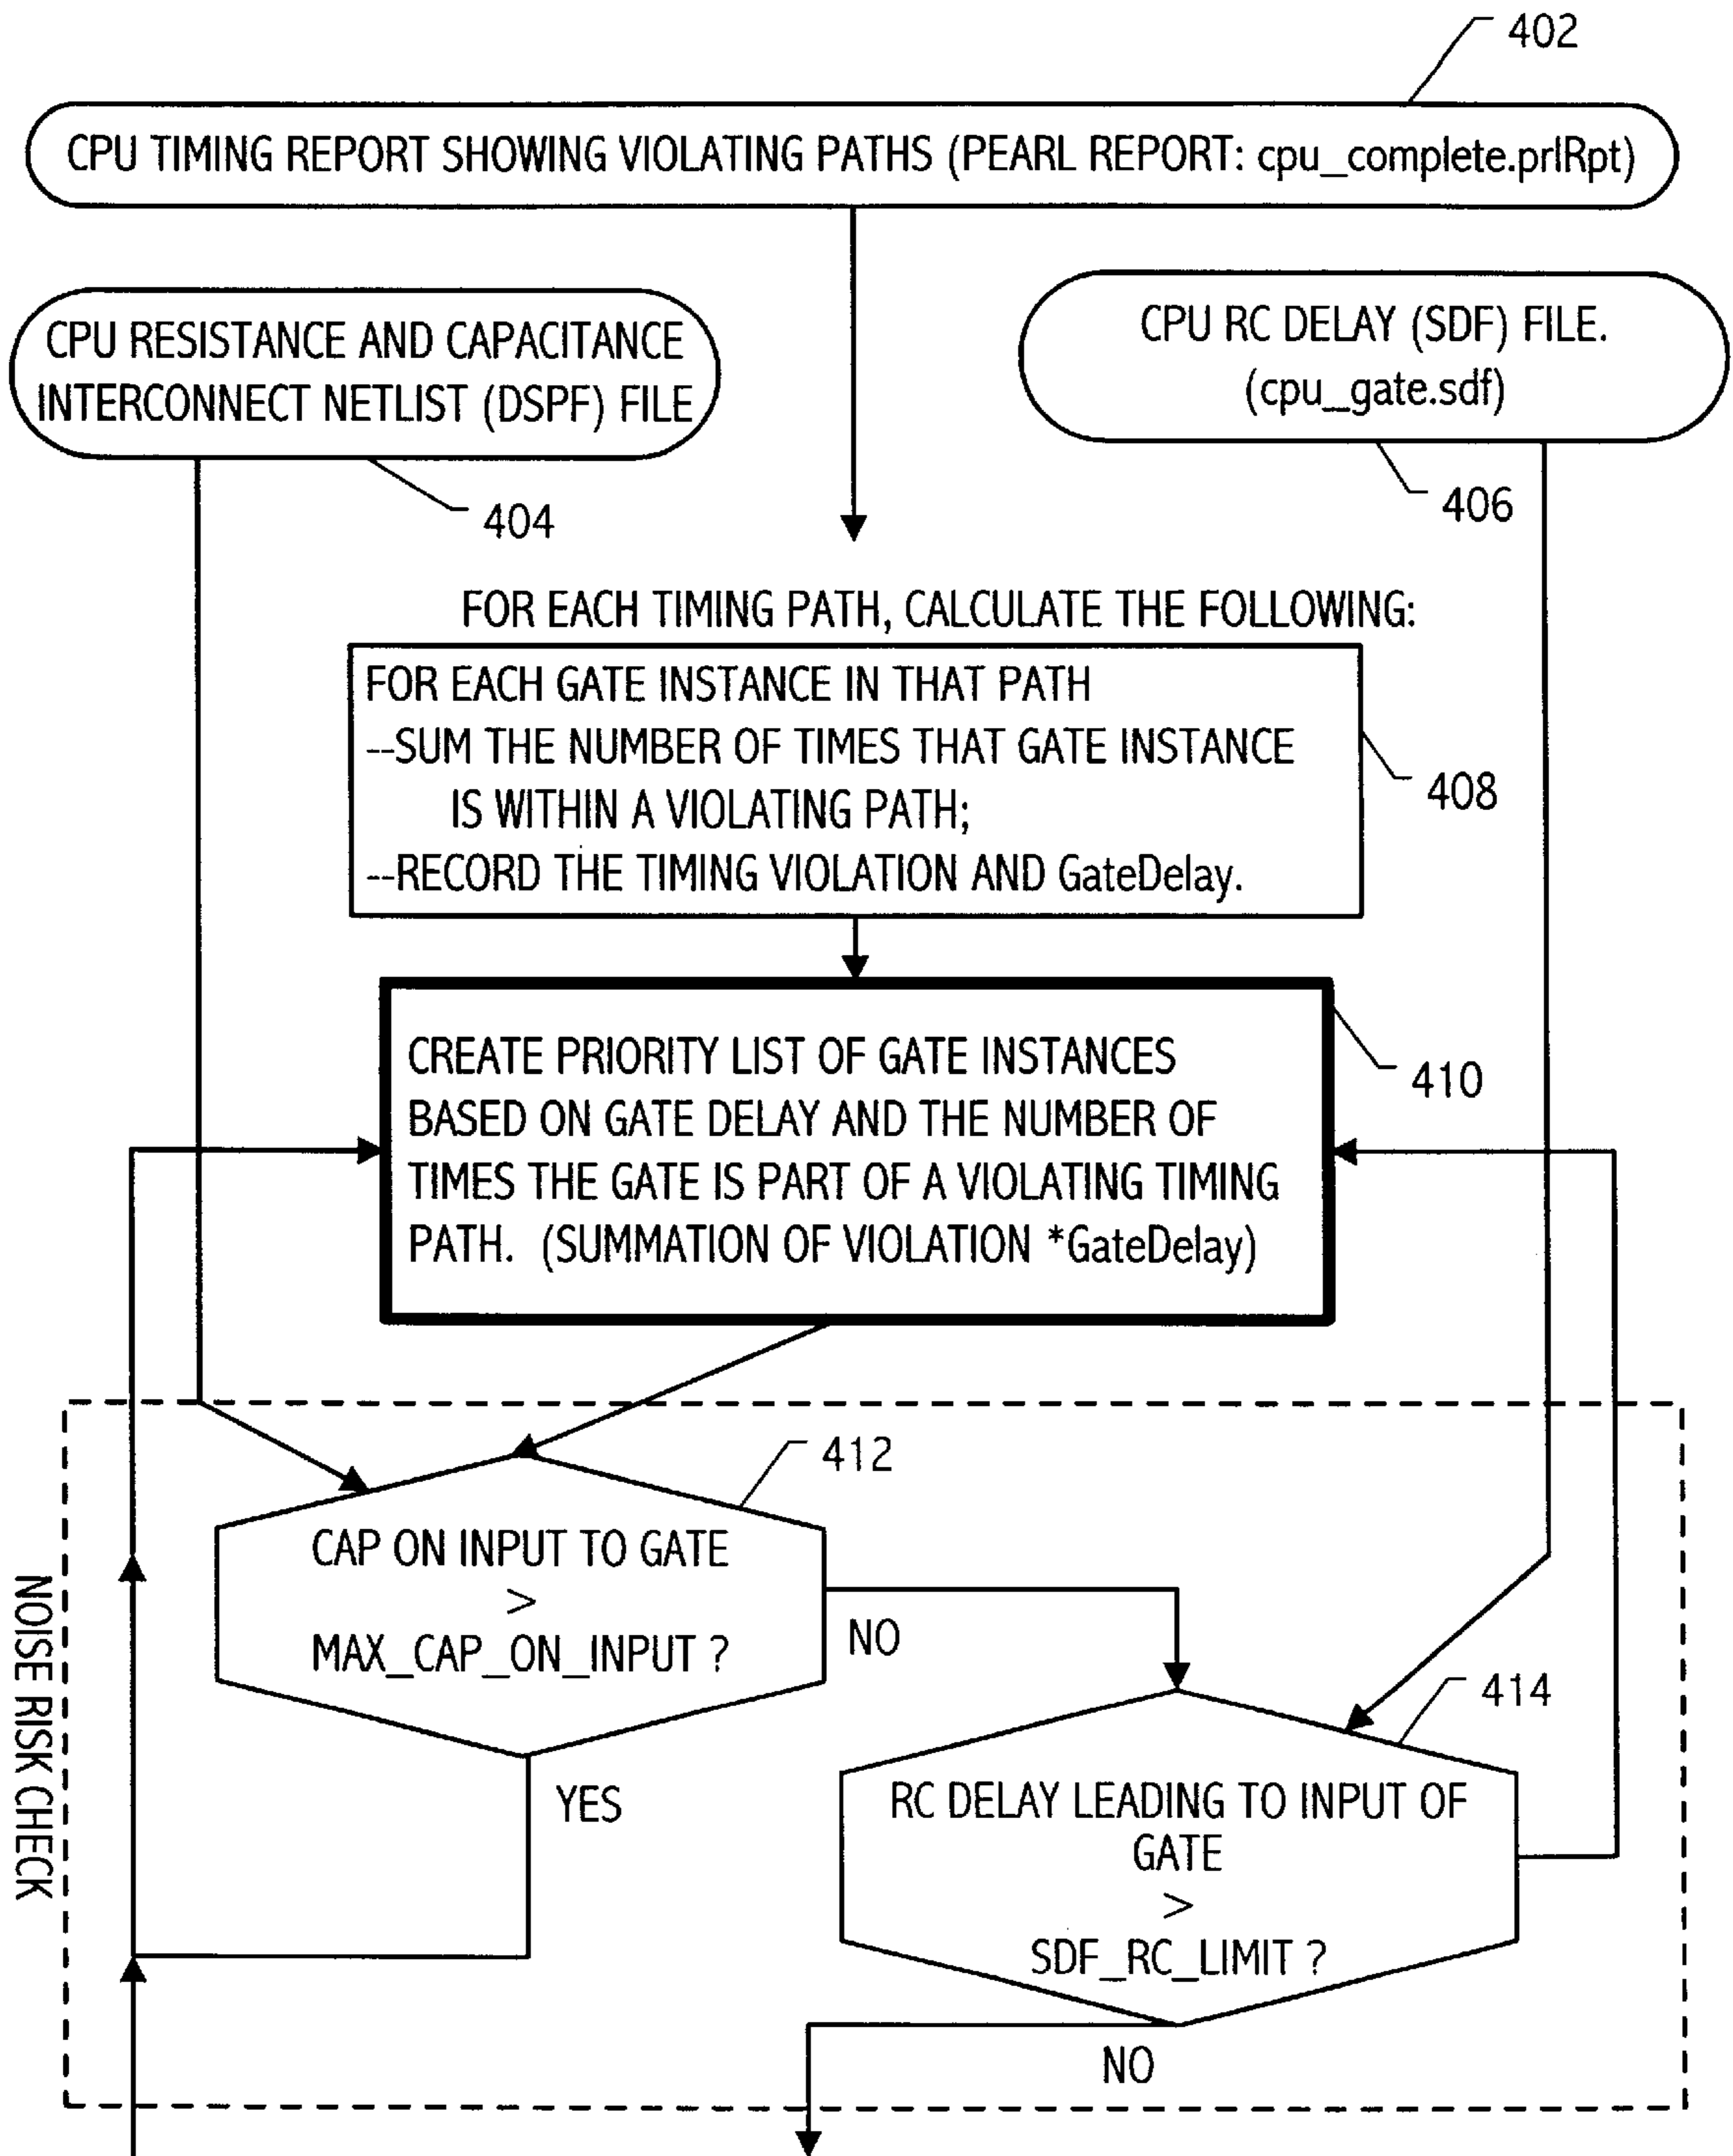 402
CPU TIMING REPORT SHOWING VIOLATING PATHS (PEARL REPORT: cpu_complete.prlRpt)
CPU RESISTANCE AND CAPACITANCE
INTERCONNECT NETLIST (DSPF) FILE
404
CPU RC DELAY (SDF) FILE.
(cpu_gate.sdf)
406
FOR EACH TIMING PATH, CALCULATE THE FOLLOWING:
FOR EACH GATE INSTANCE IN THAT PATH
--SUM THE NUMBER OF TIMES THAT GATE INSTANCE
IS WITHIN A VIOLATING PATH;
--RECORD THE TIMING VIOLATION AND GateDelay.
408
CREATE PRIORITY LIST OF GATE INSTANCES
BASED ON GATE DELAY AND THE NUMBER OF
TIMES THE GATE IS PART OF A VIOLATING TIMING
PATH. (SUMMATION OF VIOLATION *GateDelay)
410
NOISE RISK CHECK
412
CAP ON INPUT TO GATE
>
MAX_CAP_ON_INPUT ?
NO
YES
414
RC DELAY LEADING TO INPUT OF
GATE
>
SDF_RC_LIMIT ?
NO